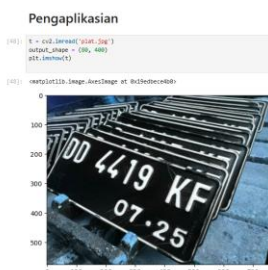 Pengaplikasian
t = cv2.imread('plat.jpg')
output_shape = (90, 400)
plt.imshow(t)
<matplotlib.image.AxesImage at 0x19edbece4b0>
0
100
200
300
400
500
DD 4419 KF
07·25